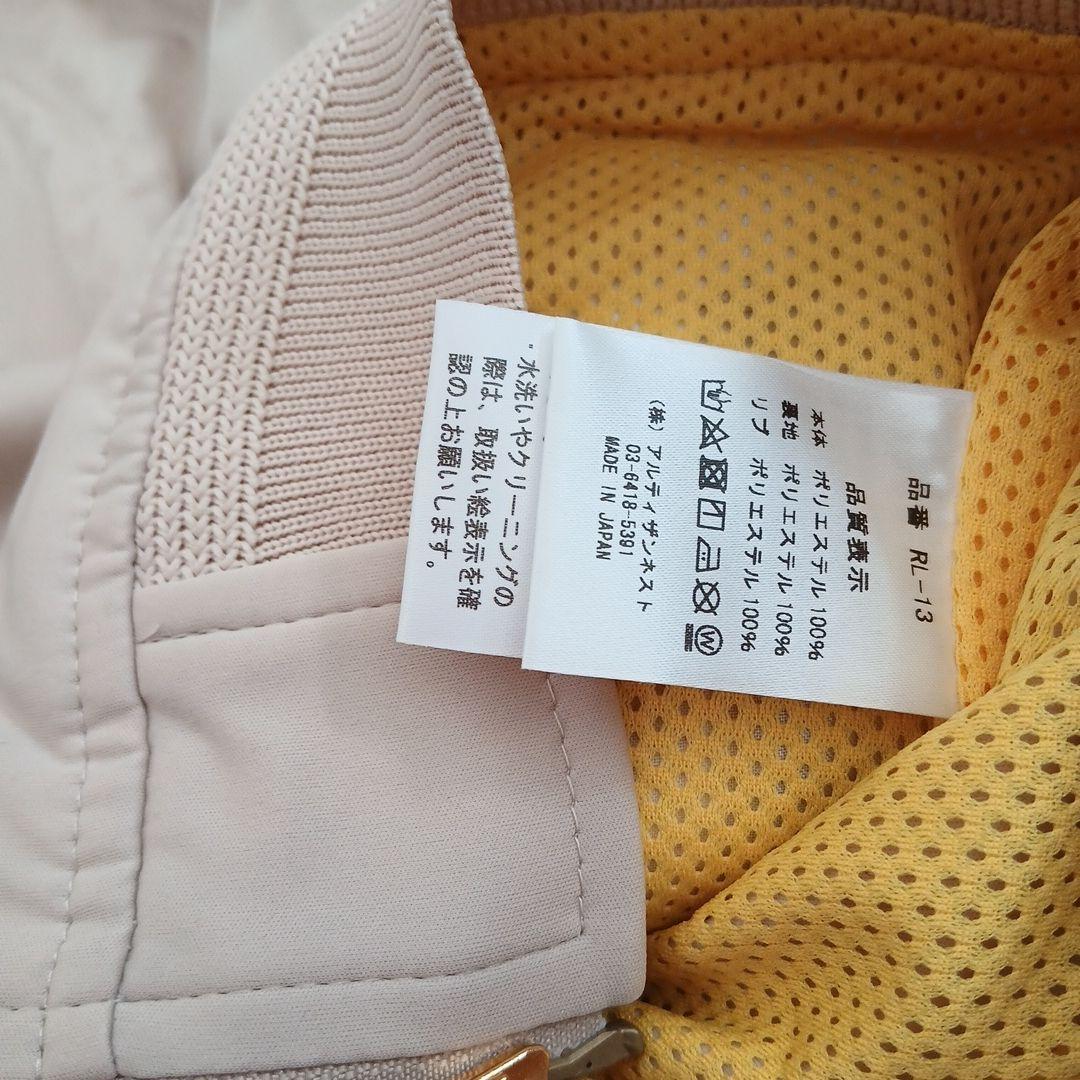 品番 RL-13
品質表示
本体 ポリエステル 100%
裏地 ポリエステル 100%
リブ ポリエステル 100%
(株) アルティザンネスト
03-6418-5391
MADE IN JAPAN
・水洗いやクリーニングの
際は、取扱い絵表示を確
認の上お願いします。